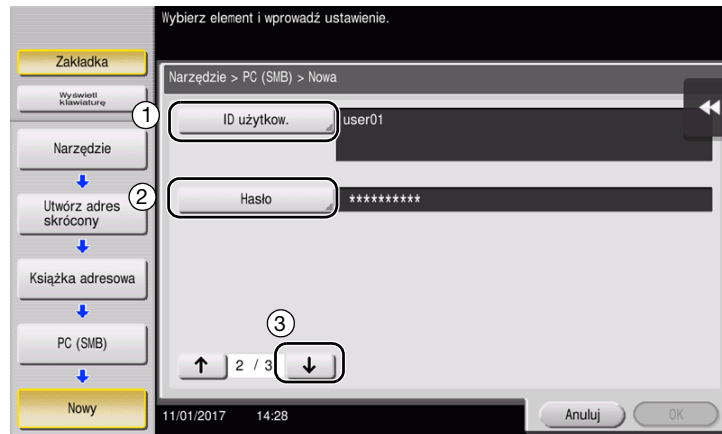 Wybierz element i wprowadź ustawienie.
Zakładka
Wyświetl
klawiaturę
Narzędzie
Utwórz adres
skrócony
Książka adresowa
PC (SMB)
Nowy
Narzędzie > PC (SMB) > Nowa
1
ID użytkow.
user01
2
Hasło
**********
3
↑ 2 / 3 ↓
11/01/2017 14:28
Anuluj
OK